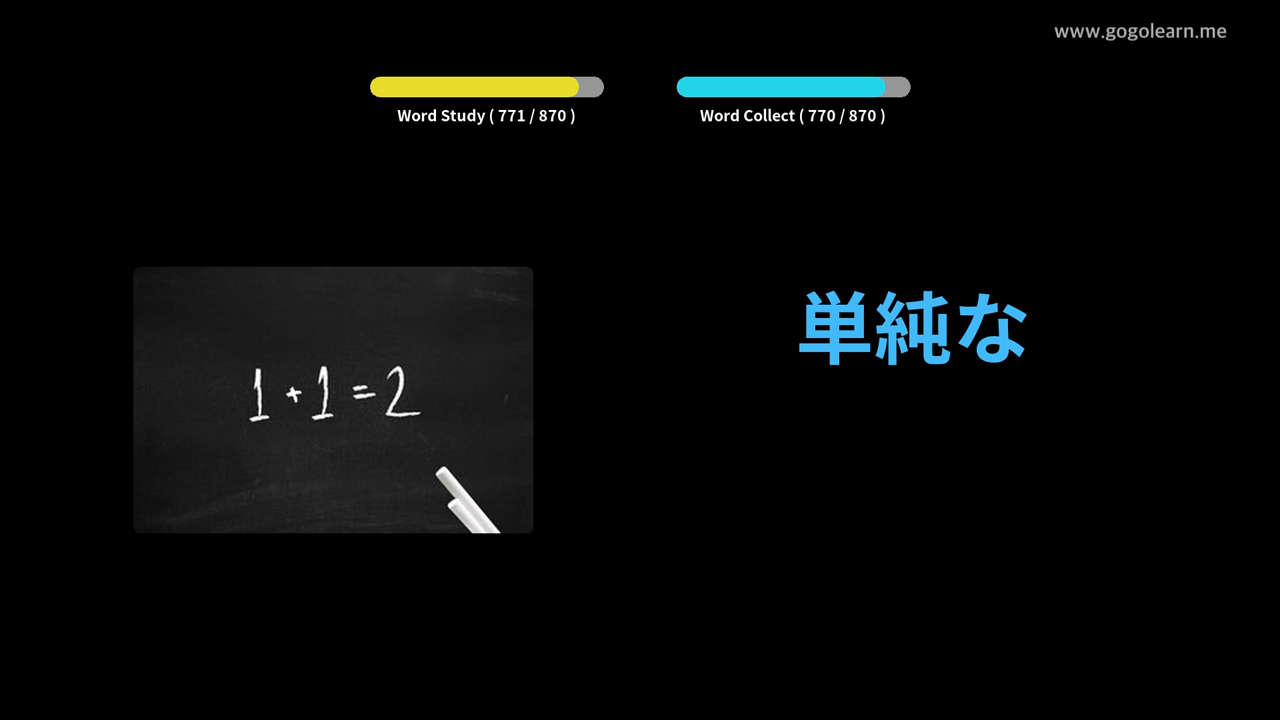 www.gogolearn.me
Word Study ( 771 / 870 )
Word Collect ( 770 / 870 )
単純な
1 + 1 = 2